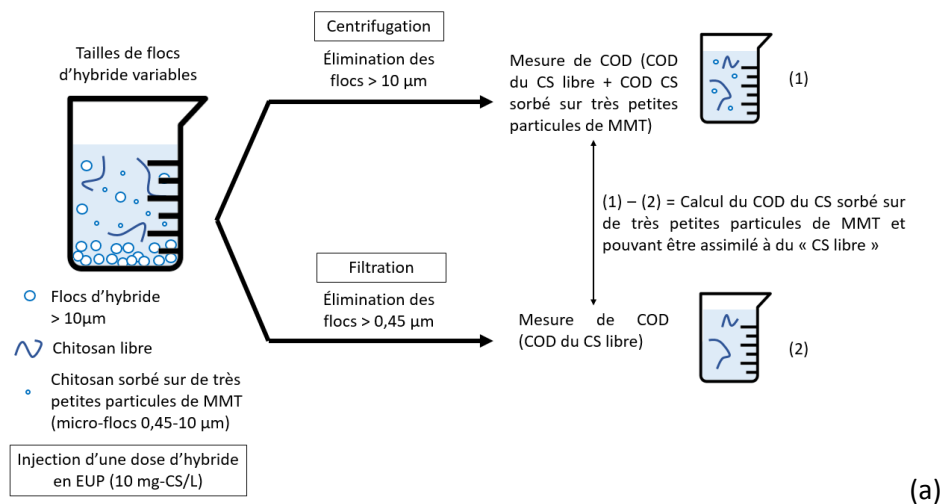 Tailles de flocs
d'hybride variables
Flocs d'hybride
> 10µm
Chitosan libre
Chitosan sorbé sur de très
petites particules de MMT
(micro-flocs 0,45-10 µm)
Injection d'une dose d'hybride
en EUP (10 mg-CS/L)
Centrifugation
Élimination des
flocs > 10 µm
Filtration
Élimination des
flocs > 0,45 µm
Mesure de COD (COD
du CS libre + COD CS
sorbé sur très petites
particules de MMT)
(1)
(1) – (2) = Calcul du COD du CS sorbé sur
de très petites particules de MMT et
pouvant être assimilé à du « CS libre »
Mesure de COD
(COD du CS libre)
(2)
(a)